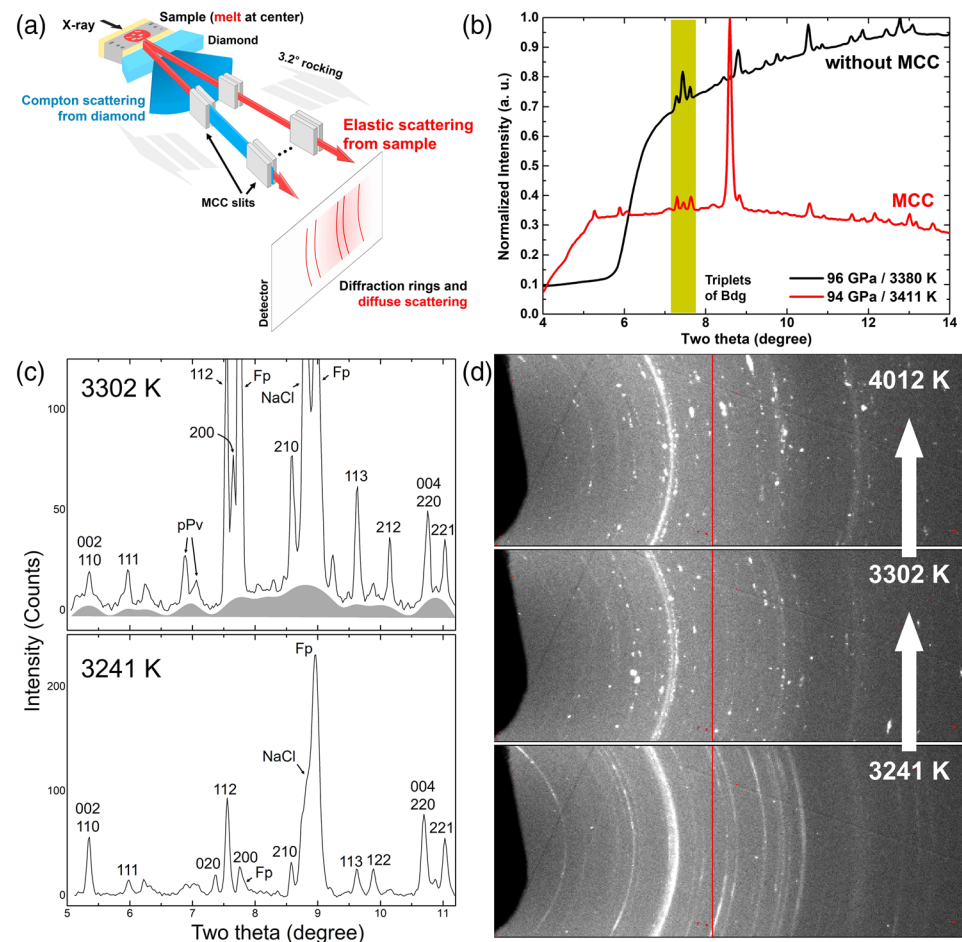 (a)
X-ray
Sample (melt at center)
Diamond
3.2° rocking
Compton scattering
from diamond
Elastic scattering
from sample
MCC slits
Detector
Diffraction rings and
diffuse scattering
(b)
Normalized Intensity (a. u.)
1.0
0.9
0.8
0.7
0.6
0.5
0.4
0.3
0.2
0.1
0.0
without MCC
MCC
Triplets
of Bdg
96 GPa / 3380 K
94 GPa / 3411 K
4 6 8 10 12 14
Two theta (degree)
(c)
3302 K
Intensity (Counts)
100
50
0
002
110
111
pPv
112
200
Fp
NaCl
Fp
210
113
212
004
220
221
3241 K
200
100
0
002
110
111
020
112
200
Fp
210
NaCl
Fp
113
122
004
220
221
5 6 7 8 9 10 11
Two theta (degree)
(d)
4012 K
3302 K
3241 K